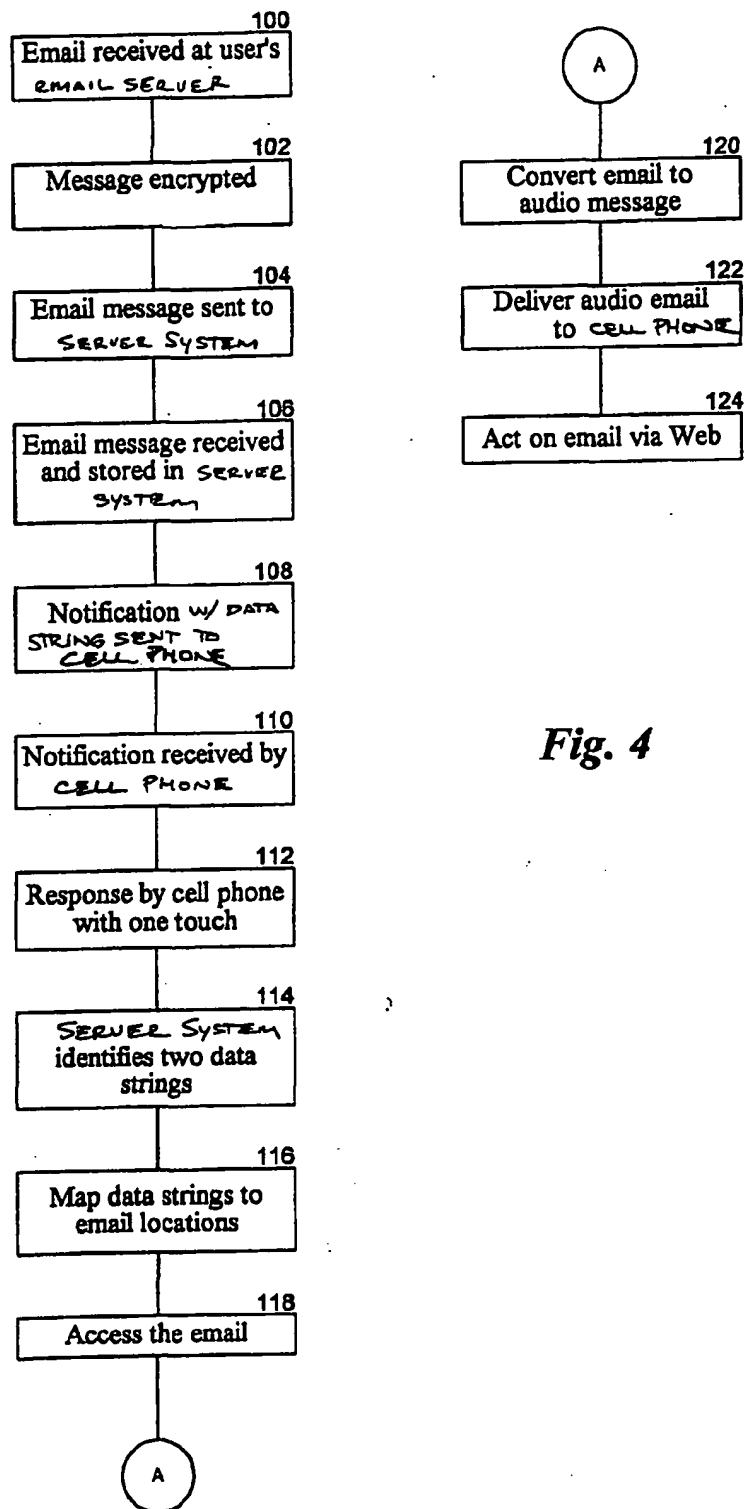 100
Email received at user's
EMAIL SERVER
102
Message encrypted
104
Email message sent to
SERVER SYSTEM
106
Email message received
and stored in SERVER
SYSTEM
108
Notification W/ DATA
STRING SENT TO
CELL PHONE
110
Notification received by
CELL PHONE
112
Response by cell phone
with one touch
114
SERVER SYSTEM
identifies two data
strings
116
Map data strings to
email locations
118
Access the email
A
A
120
Convert email to
audio message
122
Deliver audio email
to CELL PHONE
124
Act on email via Web
Fig. 4